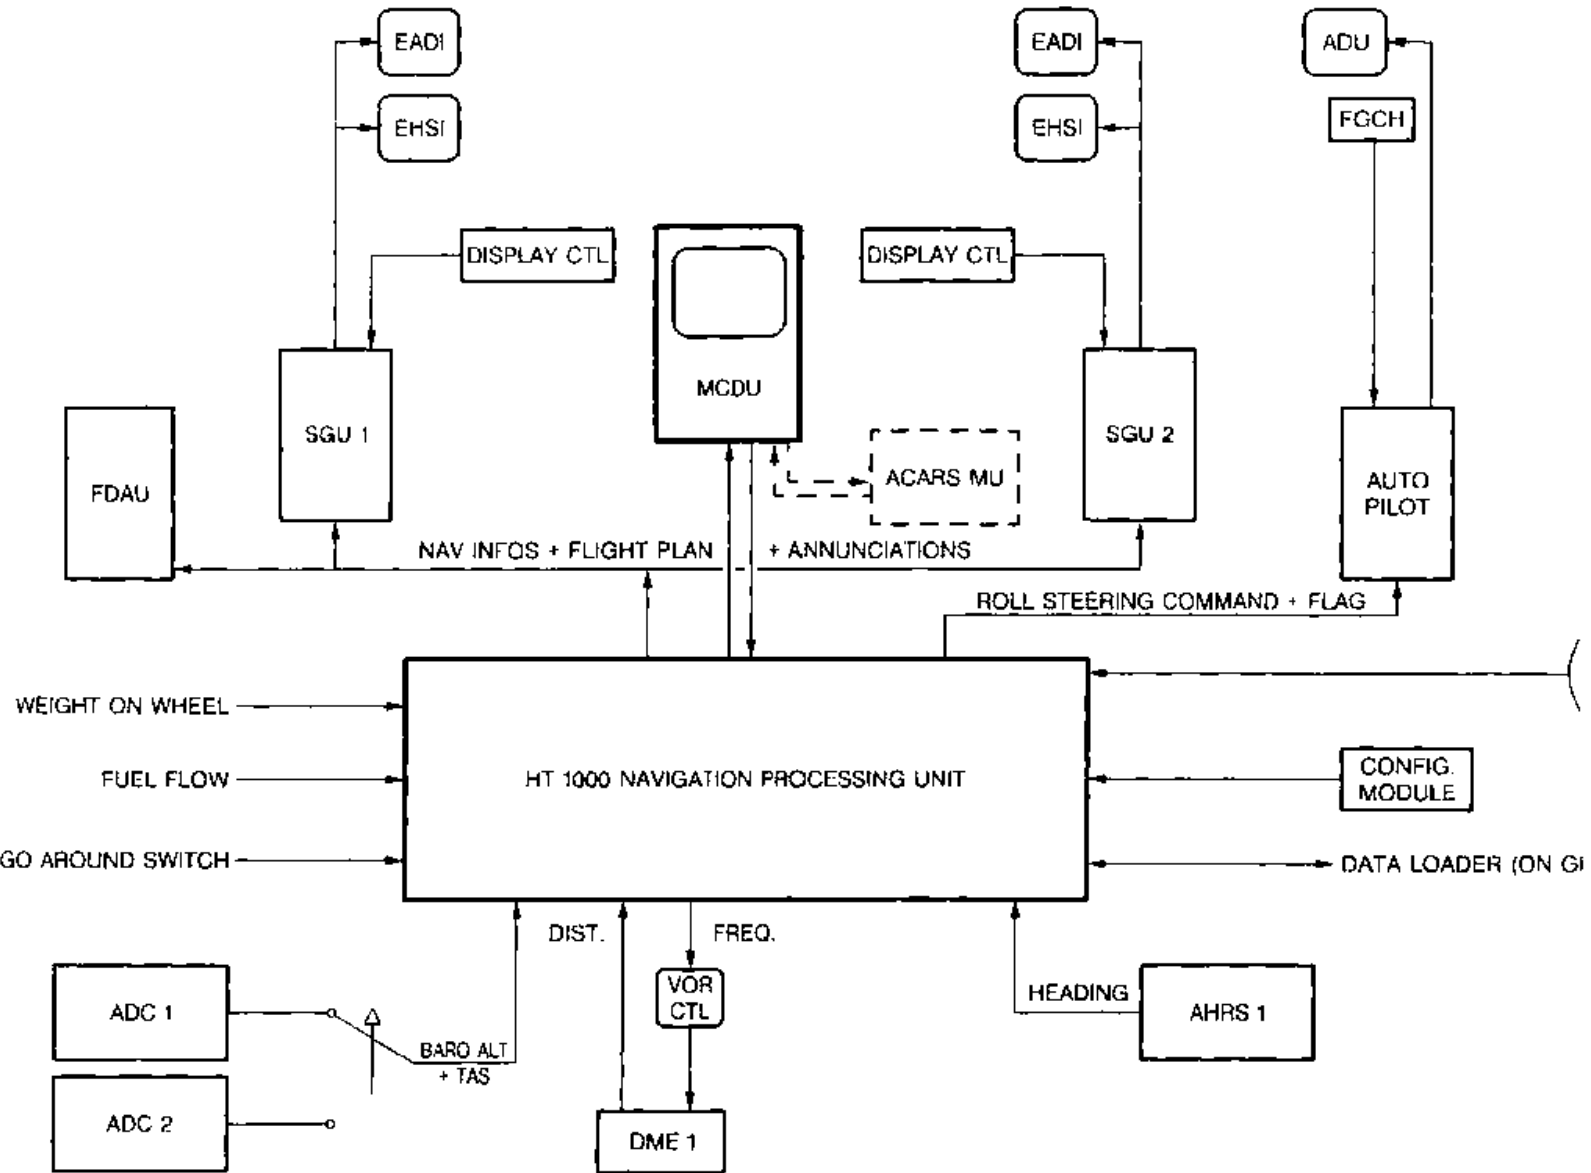 EADI
EADI
ADU
EHSI
EHSI
FGCH
DISPLAY CTL
DISPLAY CTL
MCDU
SGU 1
SGU 2
FDAU
ACARS MU
AUTO
PILOT
NAV INFOS + FLIGHT PLAN + ANNUNCIATIONS
ROLL STEERING COMMAND + FLAG
WEIGHT ON WHEEL
FUEL FLOW
HT 1000 NAVIGATION PROCESSING UNIT
CONFIG.
MODULE
GO AROUND SWITCH
DATA LOADER (ON
DIST.
FREQ.
VOR
CTL
HEADING
ADC 1
AHRS 1
BARO ALT
+ TAS
ADC 2
DME 1